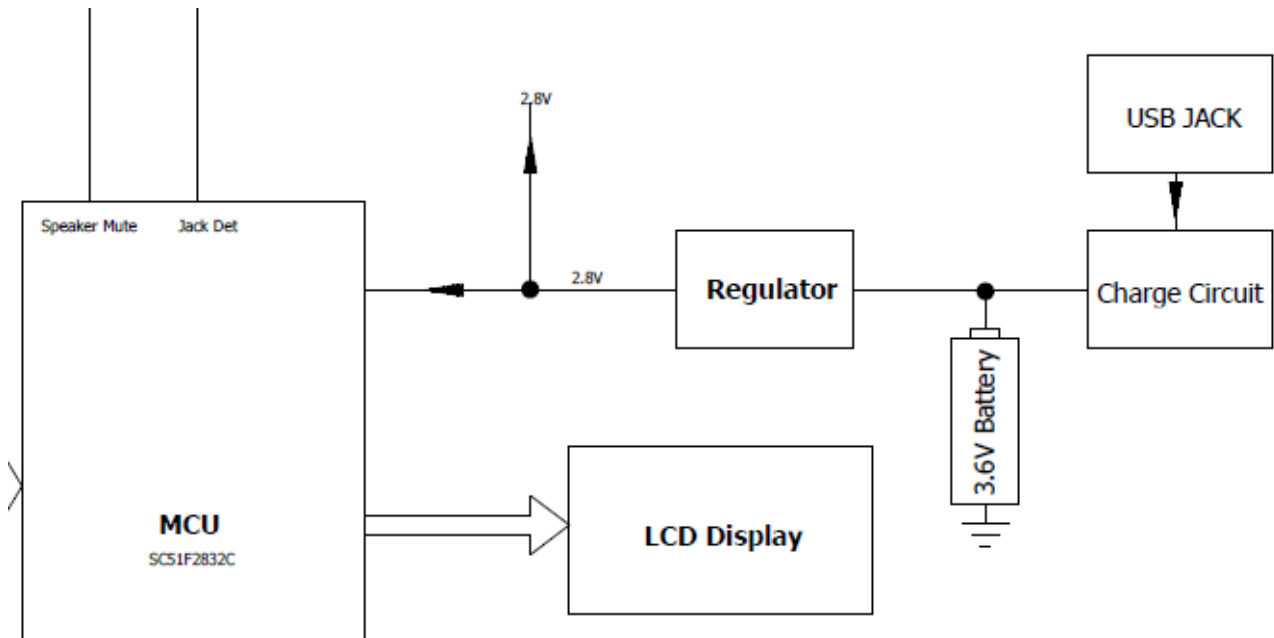 2.8V
USB JACK
Speaker Mute
Jack Det
2.8V
Regulator
Charge Circuit
3.6V Battery
MCU
SC51F2832C
LCD Display